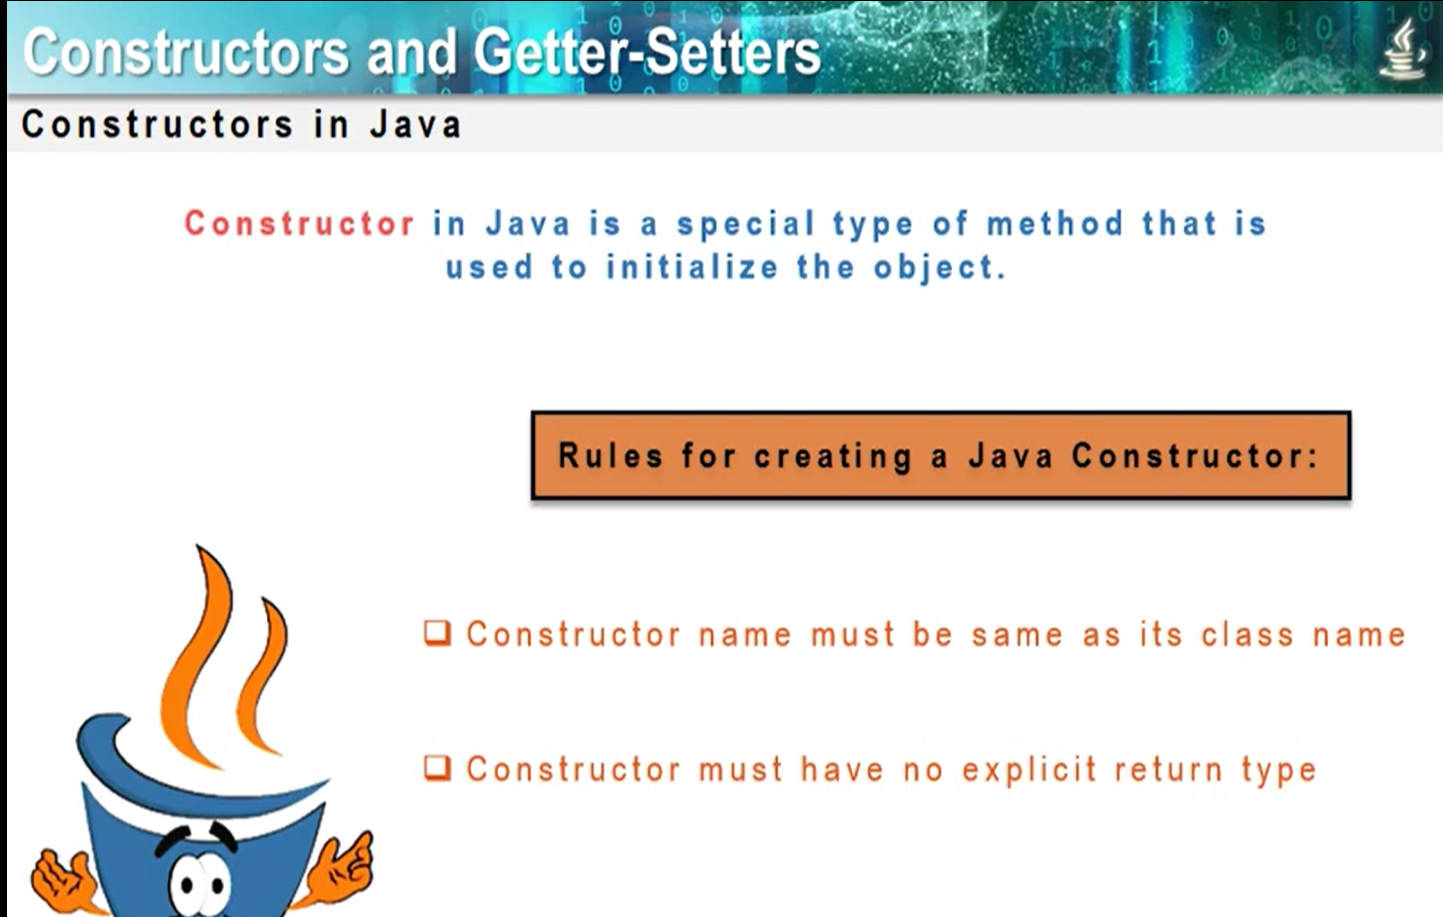 Constructors and Getter-Setters
Constructors in Java
Constructor in Java is a special type of method that is
used to initialize the object.
Rules for creating a Java Constructor:
Constructor name must be same as its class name
Constructor must have no explicit return type